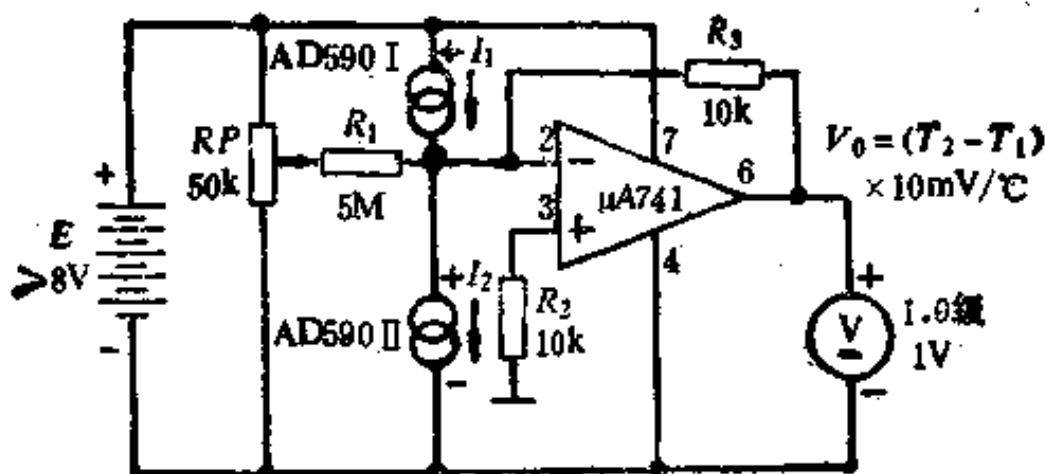 AD590 I
+ I₁
R₃
10k
RP
50k
R₁
5M
2
−
7
6
3
+
μA741
4
V₀ = (T₂ − T₁)
× 10mV/℃
+
E
>8V
−
+ I₂
AD590 II
−
R₂
10k
+
V
−
1.0级
1V
−